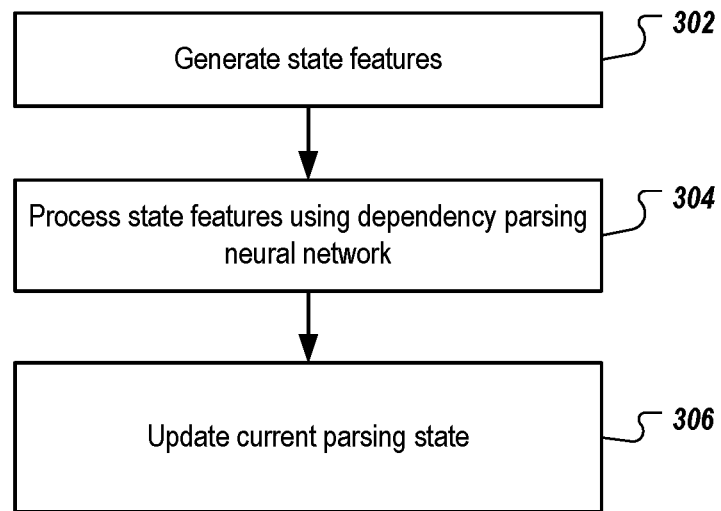 302
Generate state features
304
Process state features using dependency parsing
neural network
306
Update current parsing state